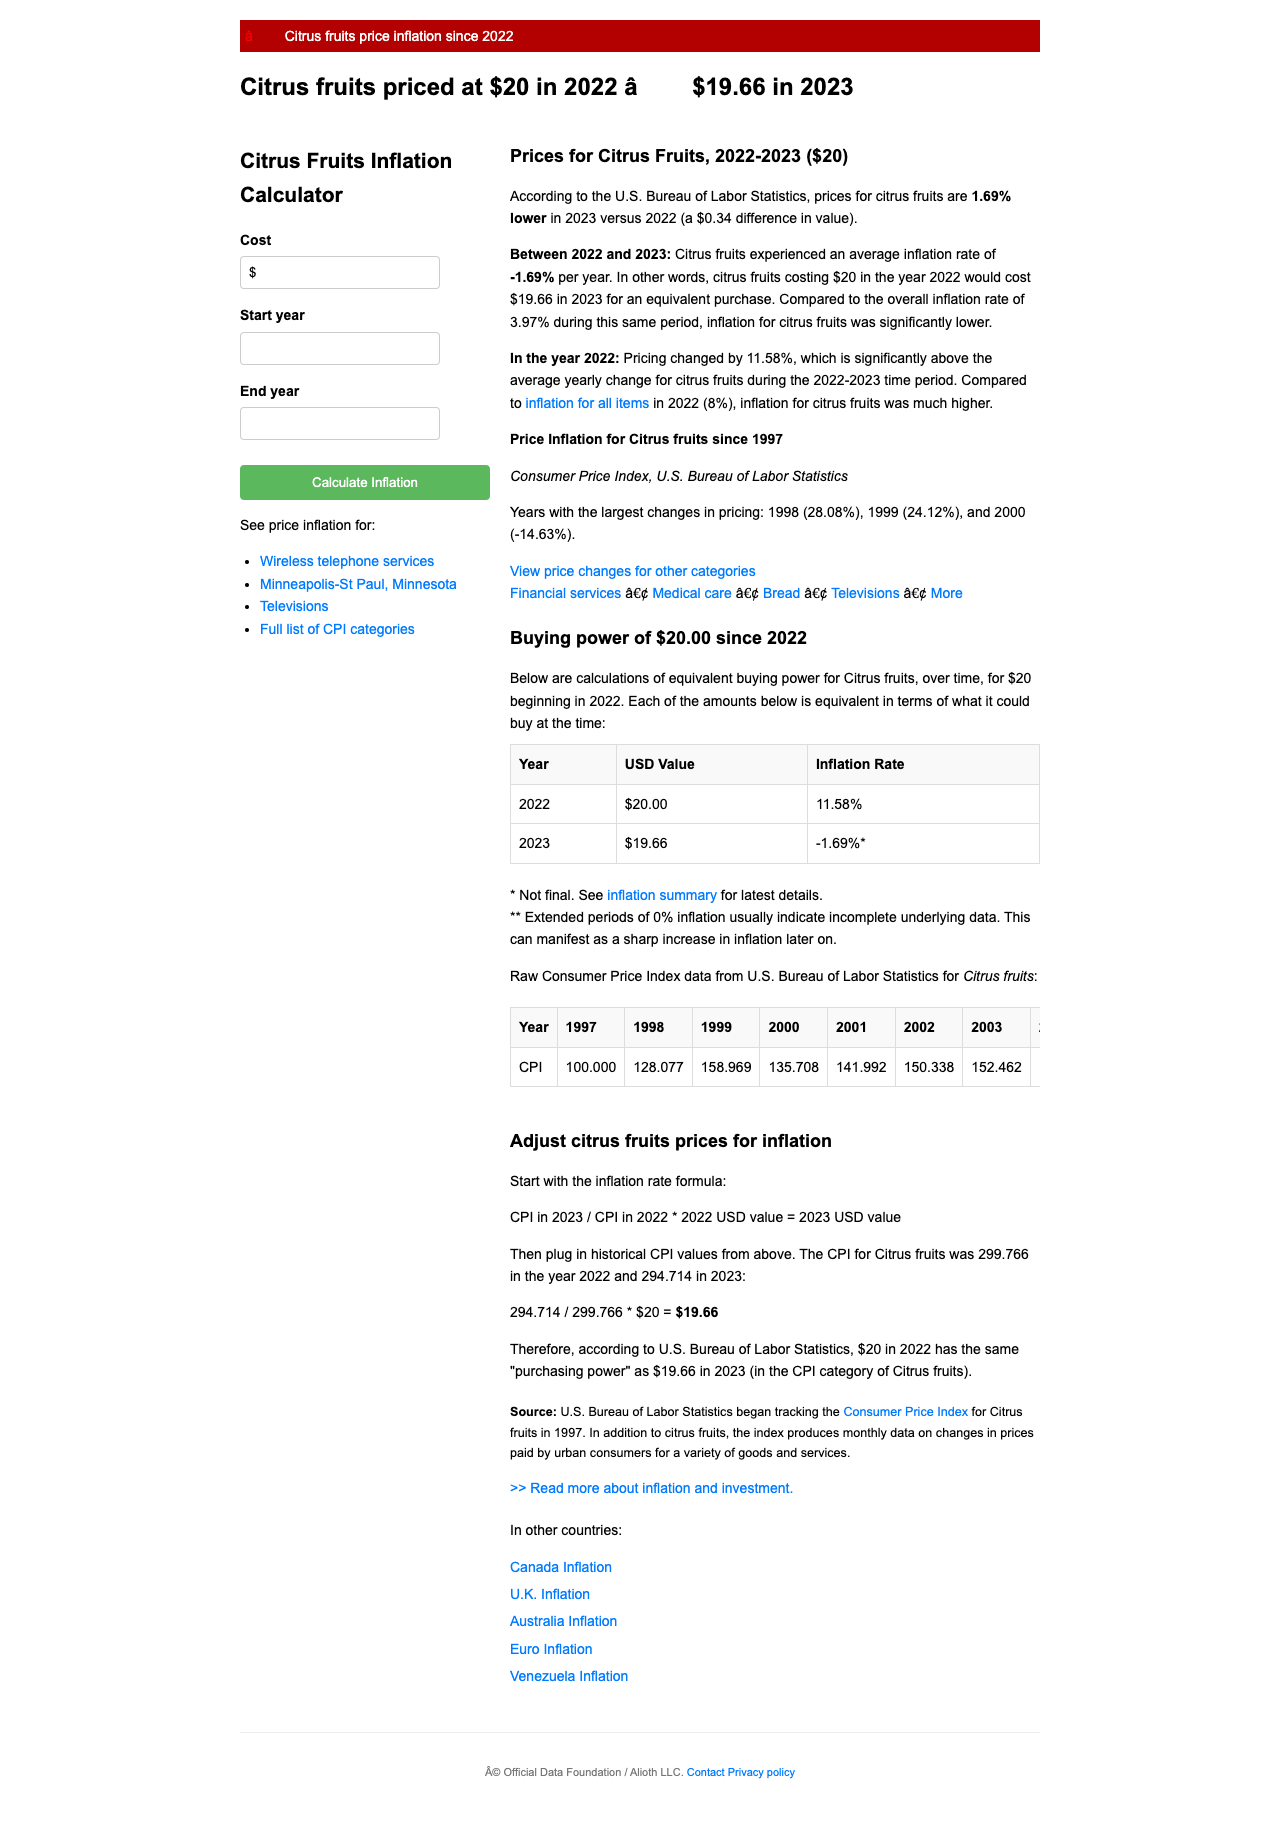 â Citrus fruits price inflation since 2022
Citrus fruits priced at $20 in 2022 â $19.66 in 2023
Citrus Fruits Inflation
Calculator
Cost
$
Start year
End year
Calculate Inflation
See price inflation for:
• Wireless telephone services
• Minneapolis-St Paul, Minnesota
• Televisions
• Full list of CPI categories
Prices for Citrus Fruits, 2022-2023 ($20)
According to the U.S. Bureau of Labor Statistics, prices for citrus fruits are 1.69%
lower in 2023 versus 2022 (a $0.34 difference in value).
Between 2022 and 2023: Citrus fruits experienced an average inflation rate of
-1.69% per year. In other words, citrus fruits costing $20 in the year 2022 would cost
$19.66 in 2023 for an equivalent purchase. Compared to the overall inflation rate of
3.97% during this same period, inflation for citrus fruits was significantly lower.
In the year 2022: Pricing changed by 11.58%, which is significantly above the
average yearly change for citrus fruits during the 2022-2023 time period. Compared
to inflation for all items in 2022 (8%), inflation for citrus fruits was much higher.
Price Inflation for Citrus fruits since 1997
Consumer Price Index, U.S. Bureau of Labor Statistics
Years with the largest changes in pricing: 1998 (28.08%), 1999 (24.12%), and 2000
(-14.63%).
View price changes for other categories
Financial services â€¢ Medical care â€¢ Bread â€¢ Televisions â€¢ More
Buying power of $20.00 since 2022
Below are calculations of equivalent buying power for Citrus fruits, over time, for $20
beginning in 2022. Each of the amounts below is equivalent in terms of what it could
buy at the time:
Year USD Value Inflation Rate
2022 $20.00 11.58%
2023 $19.66 -1.69%*
* Not final. See inflation summary for latest details.
** Extended periods of 0% inflation usually indicate incomplete underlying data. This
can manifest as a sharp increase in inflation later on.
Raw Consumer Price Index data from U.S. Bureau of Labor Statistics for Citrus fruits:
Year 1997 1998 1999 2000 2001 2002 2003
CPI 100.000 128.077 158.969 135.708 141.992 150.338 152.462
Adjust citrus fruits prices for inflation
Start with the inflation rate formula:
CPI in 2023 / CPI in 2022 * 2022 USD value = 2023 USD value
Then plug in historical CPI values from above. The CPI for Citrus fruits was 299.766
in the year 2022 and 294.714 in 2023:
294.714 / 299.766 * $20 = $19.66
Therefore, according to U.S. Bureau of Labor Statistics, $20 in 2022 has the same
"purchasing power" as $19.66 in 2023 (in the CPI category of Citrus fruits).
Source: U.S. Bureau of Labor Statistics began tracking the Consumer Price Index for Citrus
fruits in 1997. In addition to citrus fruits, the index produces monthly data on changes in prices
paid by urban consumers for a variety of goods and services.
>> Read more about inflation and investment.
In other countries:
Canada Inflation
U.K. Inflation
Australia Inflation
Euro Inflation
Venezuela Inflation
Â© Official Data Foundation / Alioth LLC. Contact Privacy policy